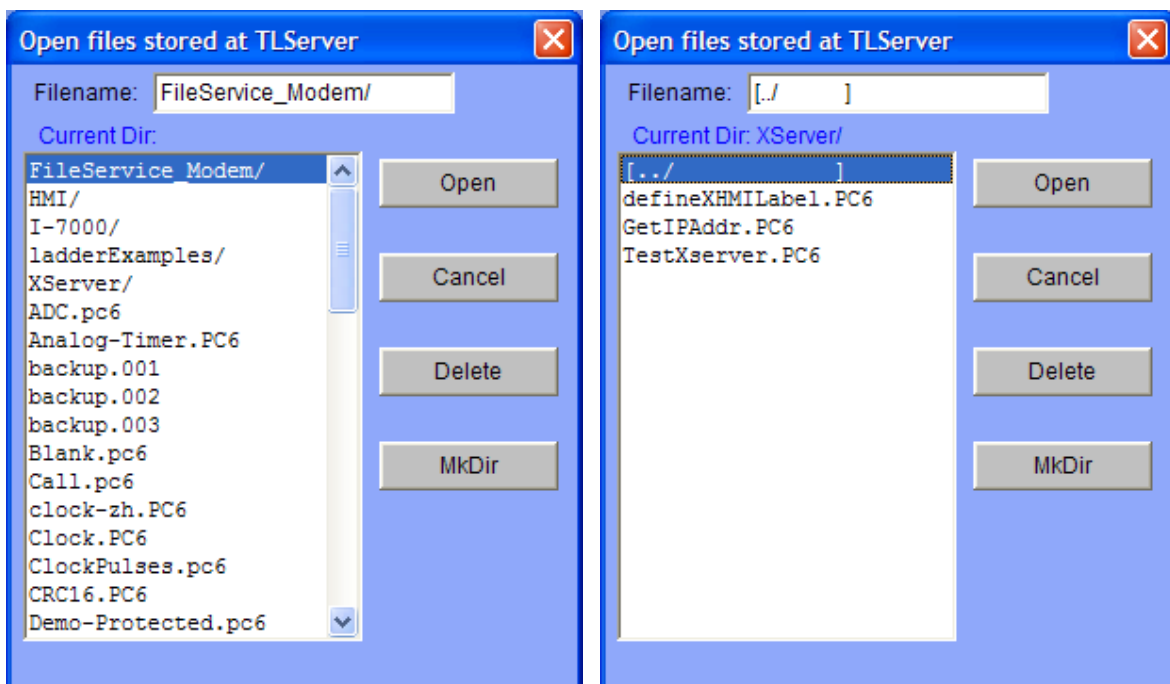 Open files stored at TLServer
Filename: FileService_Modem/
Current Dir:
FileService_Modem/
HMI/
I-7000/
ladderExamples/
XServer/
ADC.pc6
Analog-Timer.PC6
backup.001
backup.002
backup.003
Blank.pc6
Call.pc6
clock-zh.PC6
Clock.PC6
ClockPulses.pc6
CRC16.PC6
Demo-Protected.pc6
Open
Cancel
Delete
MkDir
Open files stored at TLServer
Filename: [../ ]
Current Dir: XServer/
[../ ]
defineXHMILabel.PC6
GetIPAddr.PC6
TestXserver.PC6
Open
Cancel
Delete
MkDir